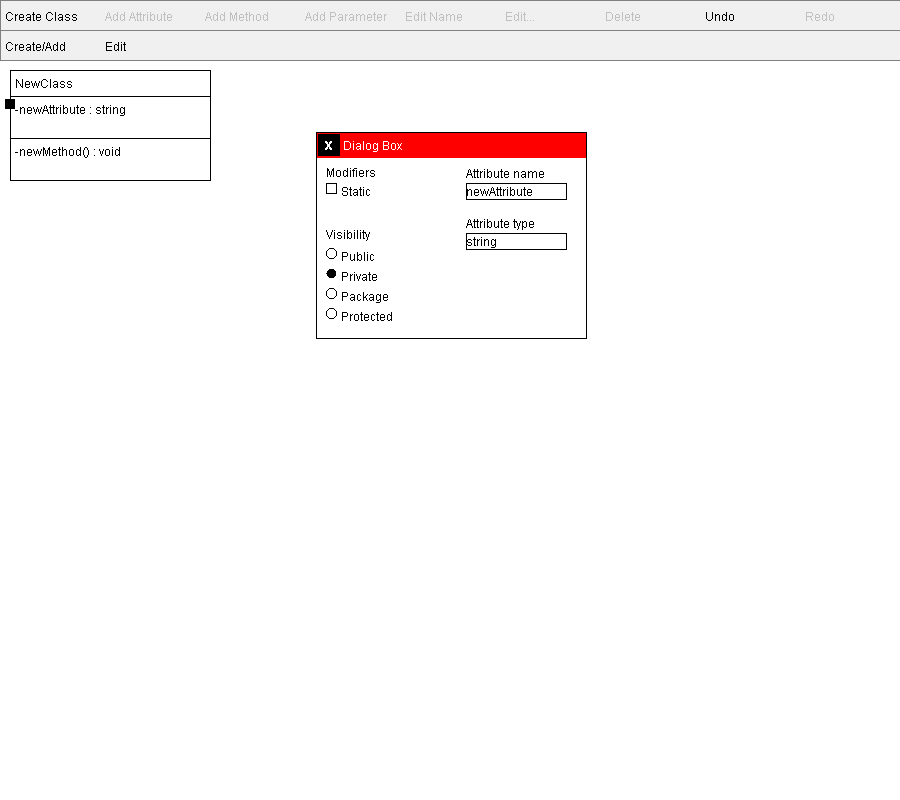 Create Class Add Attribute Add Method Add Parameter Edit Name Edit... Delete Undo Redo
Create/Add Edit
NewClass
-newAttribute : string
-newMethod() : void
X Dialog Box
Modifiers
Static
Visibility
Public
Private
Package
Protected
Attribute name
newAttribute
Attribute type
string